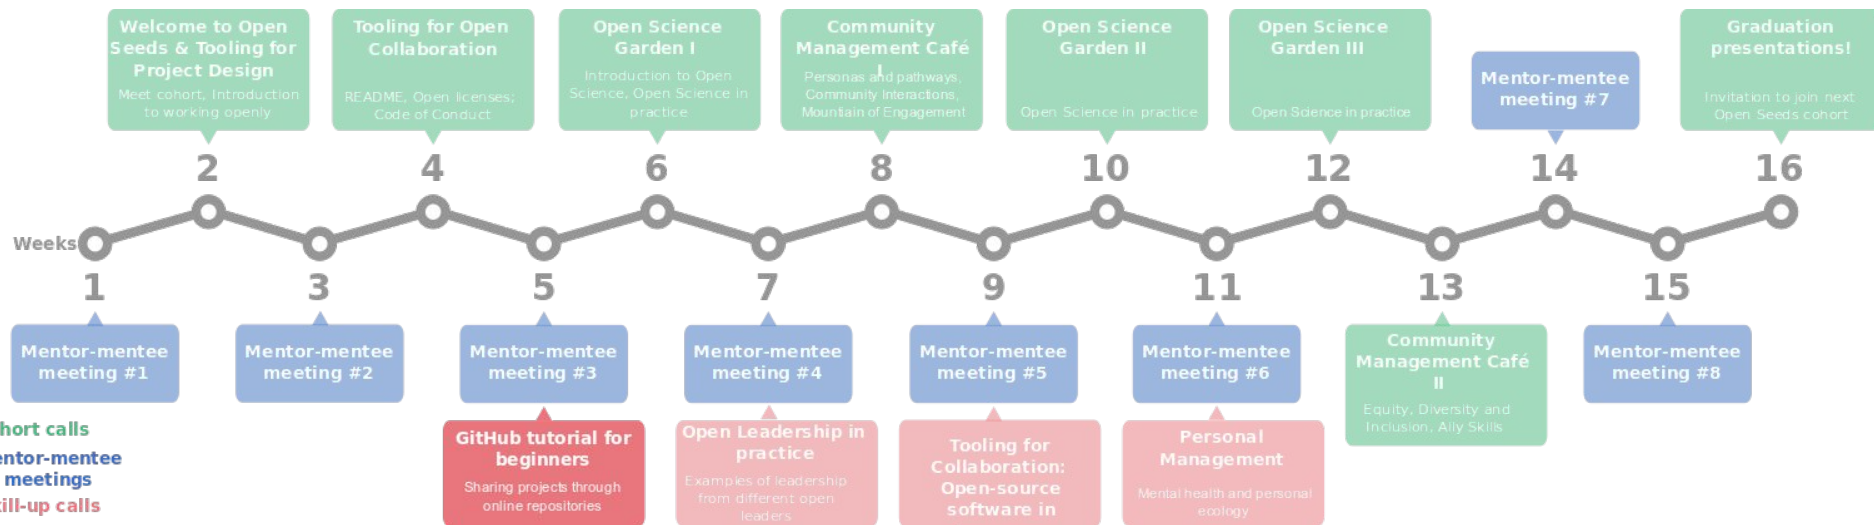 Welcome to Open
Seeds & Tooling for
Project Design
Meet cohort, Introduction
to working openly
Tooling for Open
Collaboration
README, Open licenses;
Code of Conduct
Open Science
Garden I
Introduction to Open
Science, Open Science in
practice
Community
Management Café
I
Personas and pathways,
Community Interactions,
Mountain of Engagement
Open Science
Garden II
Open Science in practice
Open Science
Garden III
Open Science in practice
Mentor-mentee
meeting #7
Graduation
presentations!
Invitation to join next
Open Seeds cohort
2
4
6
8
10
12
14
16
Weeks
1
3
5
7
9
11
13
15
Mentor-mentee
meeting #1
Mentor-mentee
meeting #2
Mentor-mentee
meeting #3
Mentor-mentee
meeting #4
Mentor-mentee
meeting #5
Mentor-mentee
meeting #6
Community
Management Café
II
Equity, Diversity and
Inclusion, Ally Skills
Mentor-mentee
meeting #8
hort calls
entor-mentee
meetings
ill-up calls
GitHub tutorial for
beginners
Sharing projects through
online repositories
Open Leadership in
practice
Examples of leadership
from different open
leaders
Tooling for
Collaboration:
Open-source
software in
Personal
Management
Mental health and personal
ecology